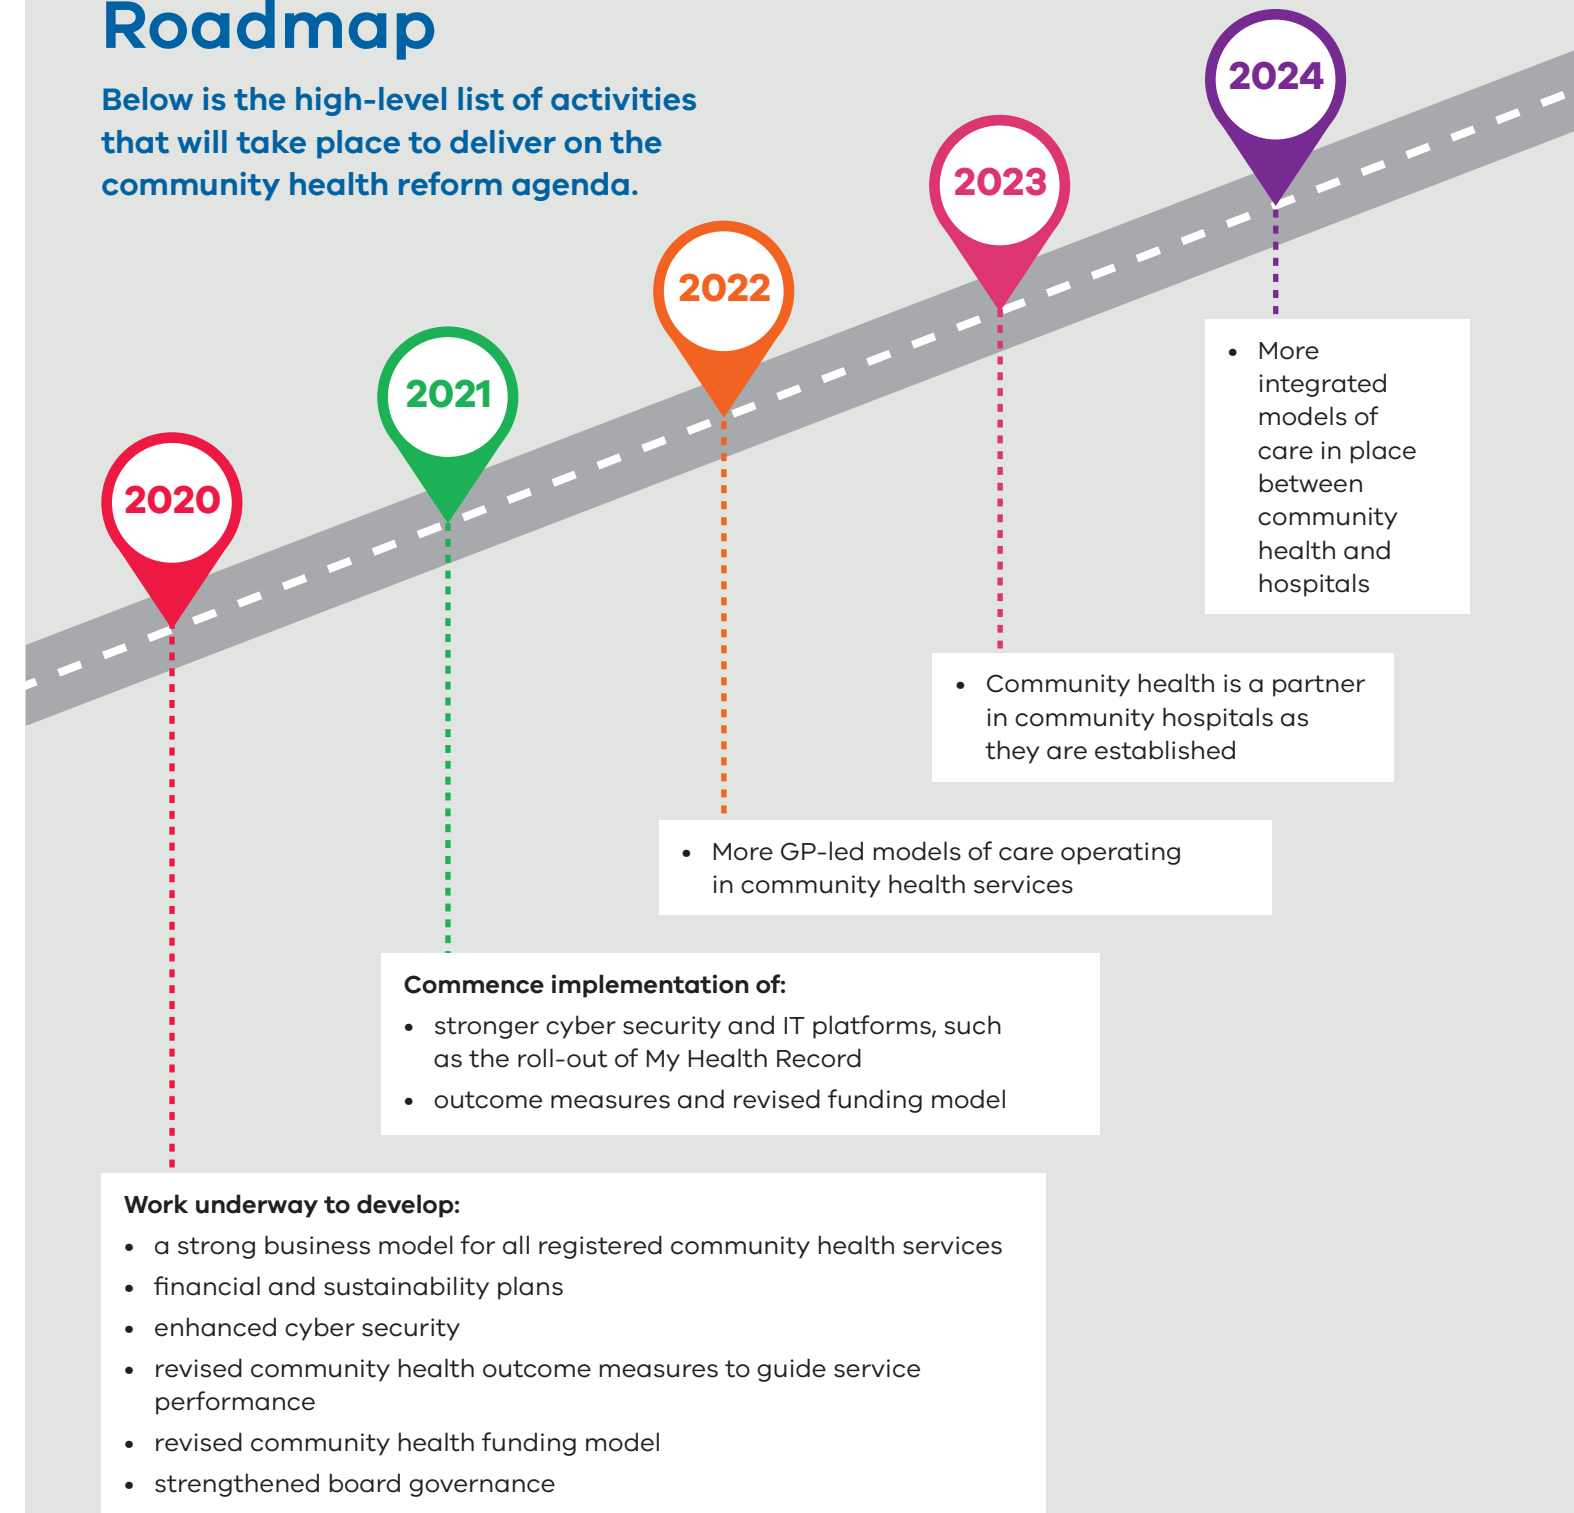 Roadmap
Below is the high-level list of activities
that will take place to deliver on the
community health reform agenda.
2020
2021
2022
2023
2024
• More
integrated
models of
care in place
between
community
health and
hospitals
• Community health is a partner
in community hospitals as
they are established
• More GP-led models of care operating
in community health services
Commence implementation of:
• stronger cyber security and IT platforms, such
as the roll-out of My Health Record
• outcome measures and revised funding model
Work underway to develop:
• a strong business model for all registered community health services
• financial and sustainability plans
• enhanced cyber security
• revised community health outcome measures to guide service
performance
• revised community health funding model
• strengthened board governance